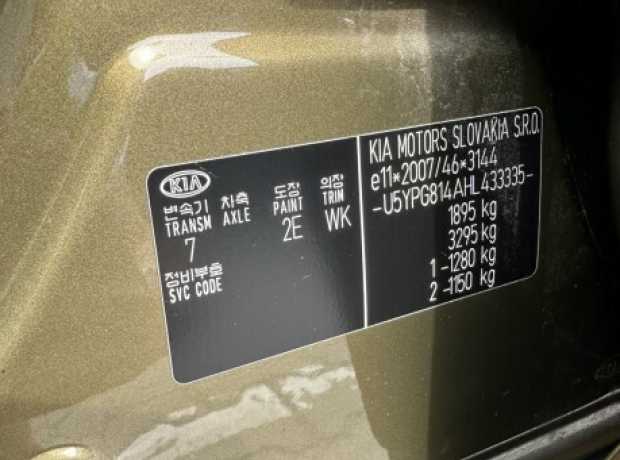 KIA
변속기 차축 도장 의장
TRANSM AXLE PAINT TRIM
7 2E WK
정비부호
SVC CODE
KIA MOTORS SLOVAKIA S.R.O.
e11*2007/46*3144
-U5YPG814AHL433335-
1895 kg
3295 kg
1 -1280 kg
2 -1150 kg